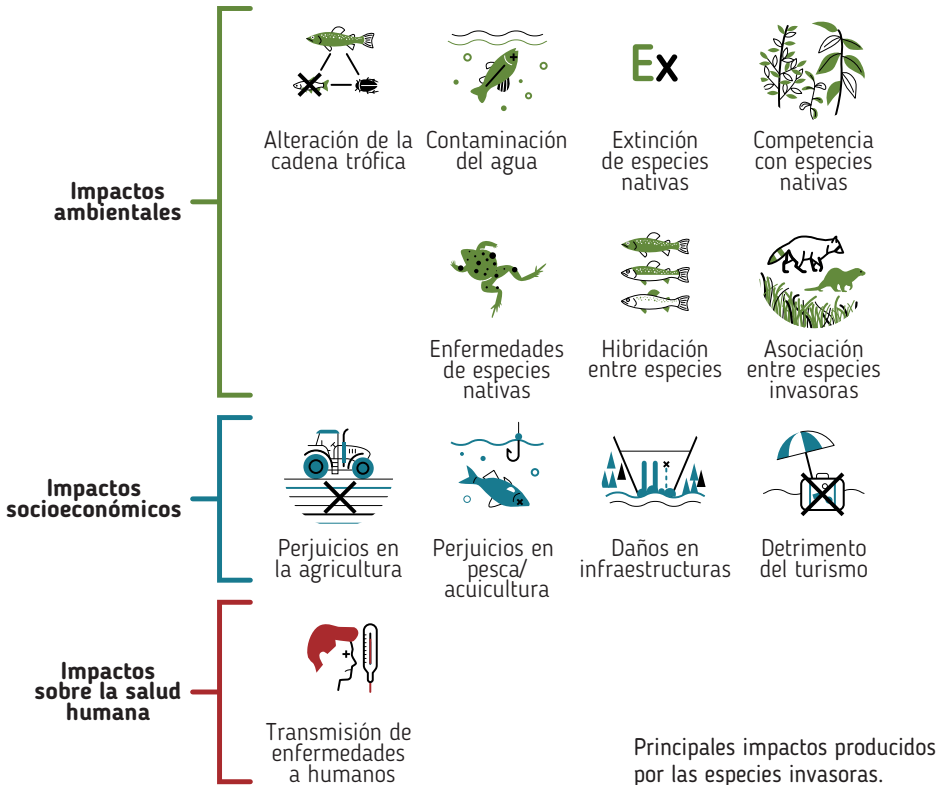 Impactos
ambientales
Alteración de la
cadena trófica
Contaminación
del agua
Ex
Extinción
de especies
nativas
Competencia
con especies
nativas
Enfermedades
de especies
nativas
Hibridación
entre especies
Asociación
entre especies
invasoras
Impactos
socioeconómicos
Perjuicios en
la agricultura
Perjuicios en
pesca/
acuicultura
Daños en
infraestructuras
Detrimento
del turismo
Impactos
sobre la salud
humana
Transmisión de
enfermedades
a humanos
Principales impactos producidos
por las especies invasoras.